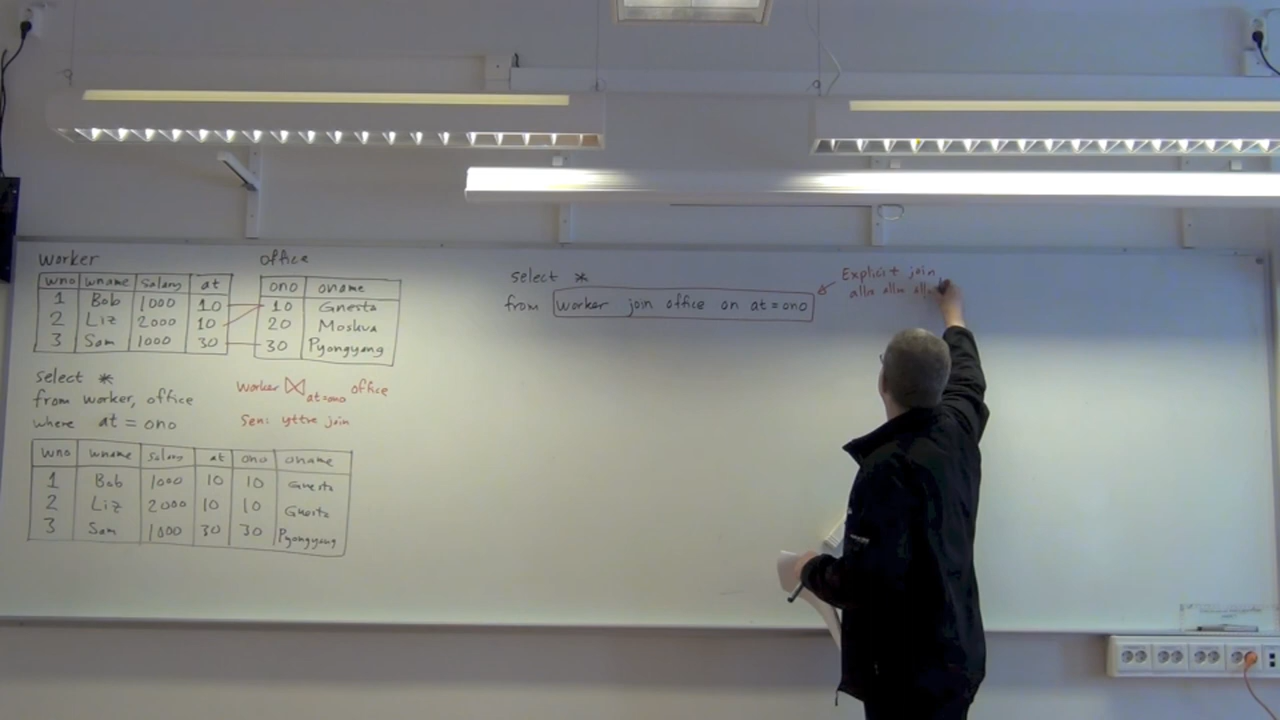 worker
wno wname salary at
1 Bob 1000 10
2 Liz 2000 10
3 Sam 1000 30
office
ono oname
10 Gnesta
20 Moskva
30 Pyongyang
select *
from worker, office
where at = ono
worker ⋈ at=ono office
Sen: yttre join
wno wname salary at ono oname
1 Bob 1000 10 10 Gnesta
2 Liz 2000 10 10 Gnesta
3 Sam 1000 30 30 Pyongyang
select *
from worker join office on at = ono
Explicit join